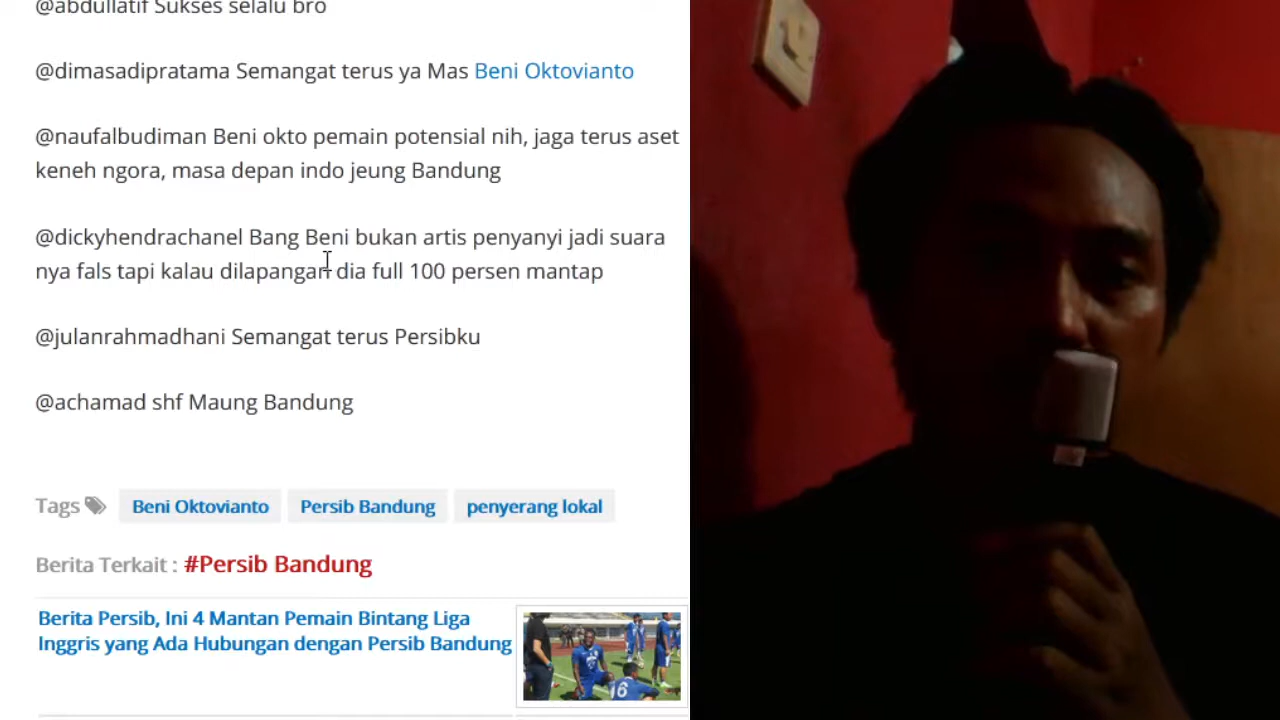 @abdullatif Sukses selalu bro
@dimasadipratama Semangat terus ya Mas Beni Oktovianto
@naufalbudiman Beni okto pemain potensial nih, jaga terus aset
keneh ngora, masa depan indo jeung Bandung
@dickyhendrachanel Bang Beni bukan artis penyanyi jadi suara
nya fals tapi kalau dilapangan dia full 100 persen mantap
@julanrahmadhani Semangat terus Persibku
@achamad shf Maung Bandung
Tags Beni Oktovianto Persib Bandung penyerang lokal
Berita Terkait : #Persib Bandung
Berita Persib, Ini 4 Mantan Pemain Bintang Liga
Inggris yang Ada Hubungan dengan Persib Bandung
16